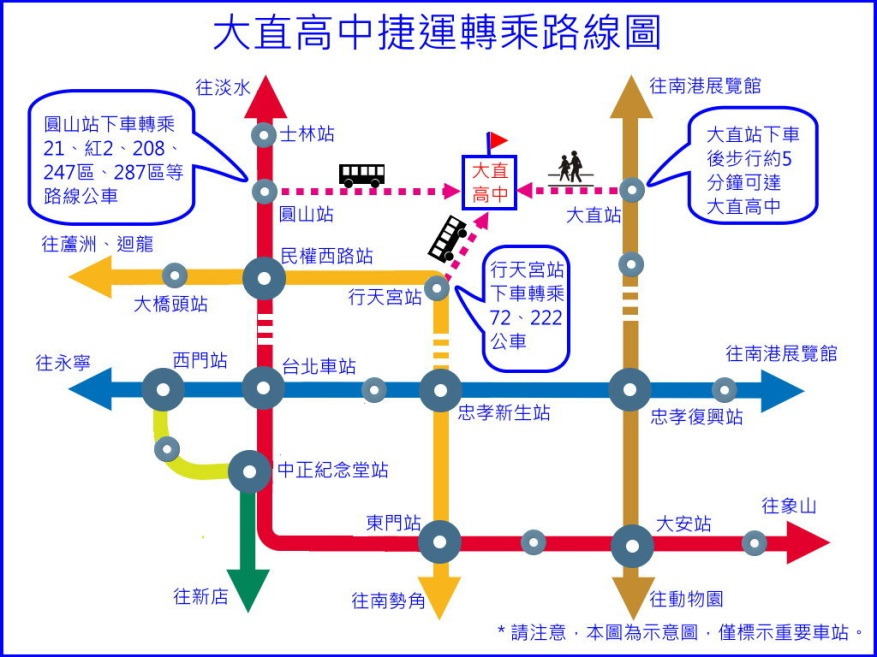 大直高中捷運轉乘路線圖
往淡水
往南港展覽館
圓山站下車轉乘
21、紅2、208、
247區、287區等
路線公車
士林站
大直
高中
大直站下車
後步行約5
分鐘可達
大直高中
圓山站
大直站
往蘆洲、迴龍
民權西路站
大橋頭站
行天宮站
行天宮站
下車轉乘
72、222
公車
往永寧
西門站
台北車站
往南港展覽館
忠孝新生站
忠孝復興站
中正紀念堂站
東門站
大安站
往象山
往新店
往南勢角
往動物園
*請注意，本圖為示意圖，僅標示重要車站。